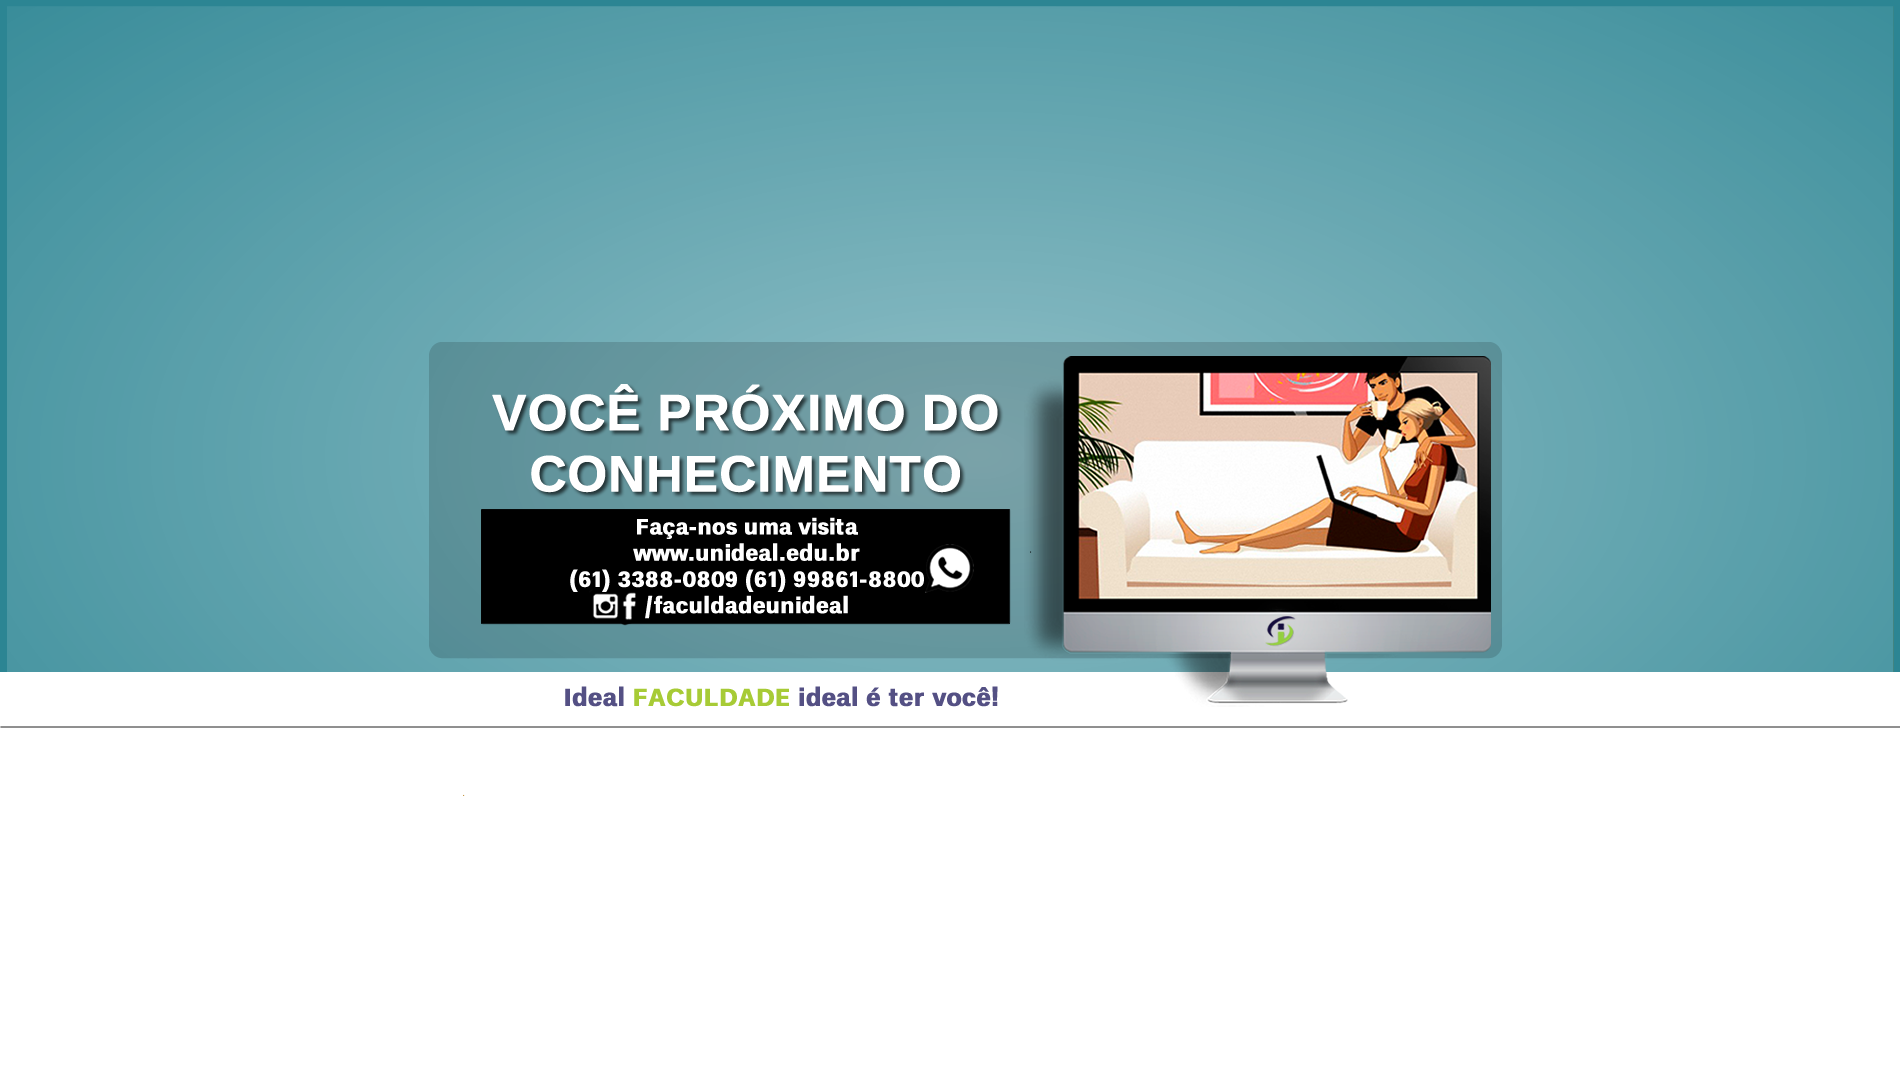 VOCÊ PRÓXIMO DO
CONHECIMENTO
Faça-nos uma visita
www.unideal.edu.br
(61) 3388-0809 (61) 99861-8800
/faculdadeunideal
Ideal FACULDADE ideal é ter você!